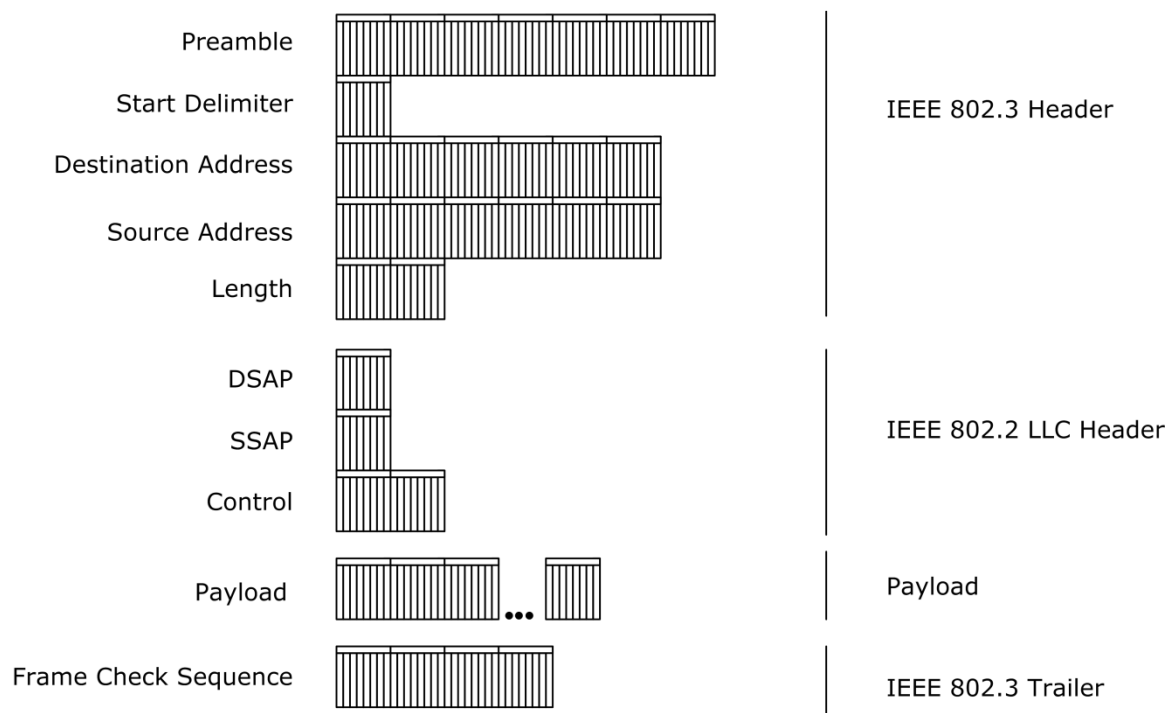 Preamble
Start Delimiter
Destination Address
Source Address
Length
IEEE 802.3 Header
DSAP
SSAP
Control
IEEE 802.2 LLC Header
Payload
Payload
Frame Check Sequence
IEEE 802.3 Trailer